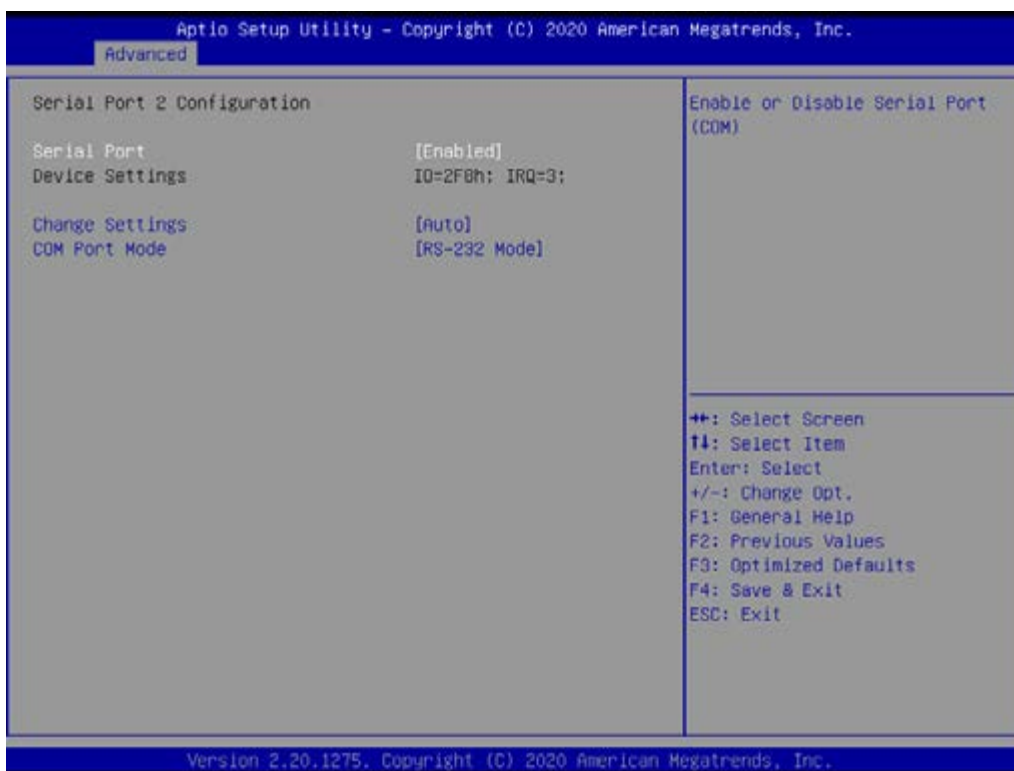 Aptio Setup Utility – Copyright (C) 2020 American Megatrends, Inc.
Advanced
Serial Port 2 Configuration
Serial Port [Enabled]
Device Settings IO=2F8h; IRQ=3;
Change Settings [Auto]
COM Port Mode [RS-232 Mode]
Enable or Disable Serial Port
(COM)
→←: Select Screen
↑↓: Select Item
Enter: Select
+/-: Change Opt.
F1: General Help
F2: Previous Values
F3: Optimized Defaults
F4: Save & Exit
ESC: Exit
Version 2.20.1275. Copyright (C) 2020 American Megatrends, Inc.